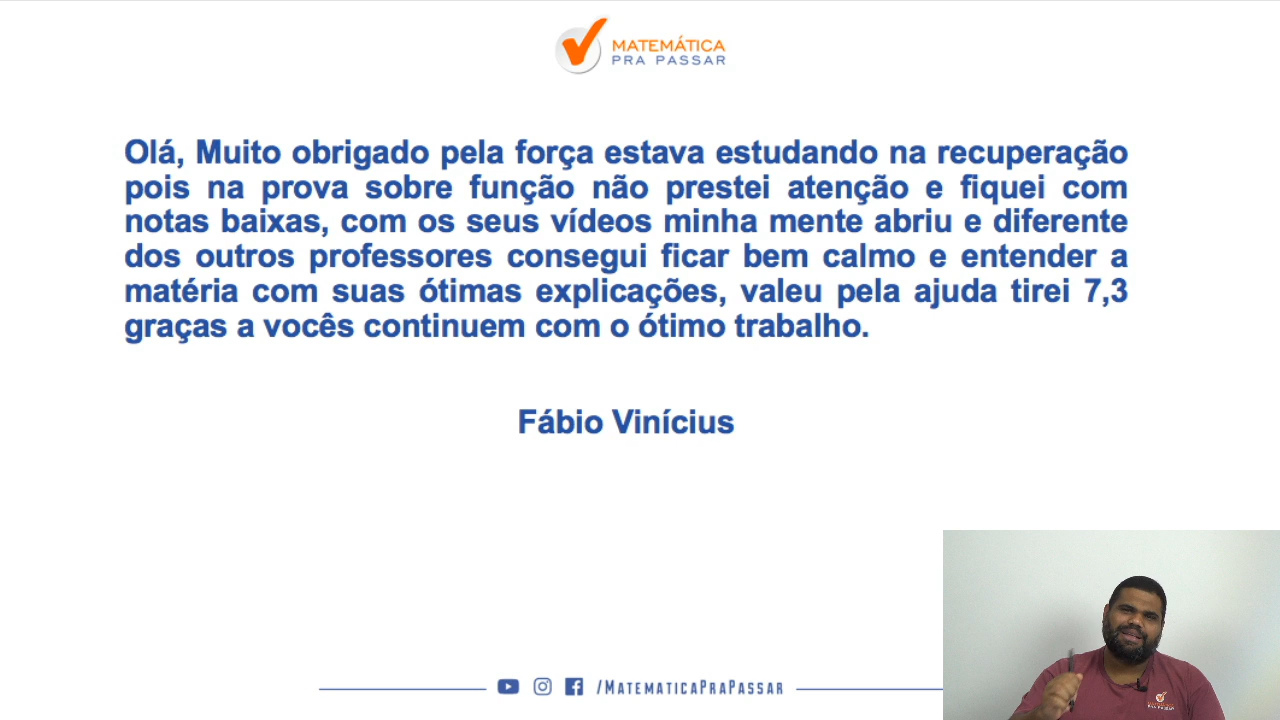 MATEMÁTICA
PRA PASSAR
Olá, Muito obrigado pela força estava estudando na recuperação
pois na prova sobre função não prestei atenção e fiquei com
notas baixas, com os seus vídeos minha mente abriu e diferente
dos outros professores consegui ficar bem calmo e entender a
matéria com suas ótimas explicações, valeu pela ajuda tirei 7,3
graças a vocês continuem com o ótimo trabalho.
Fábio Vinícius
/MATEMATICAPRAPASSAR
MATEMÁTICA
PRA PASSAR